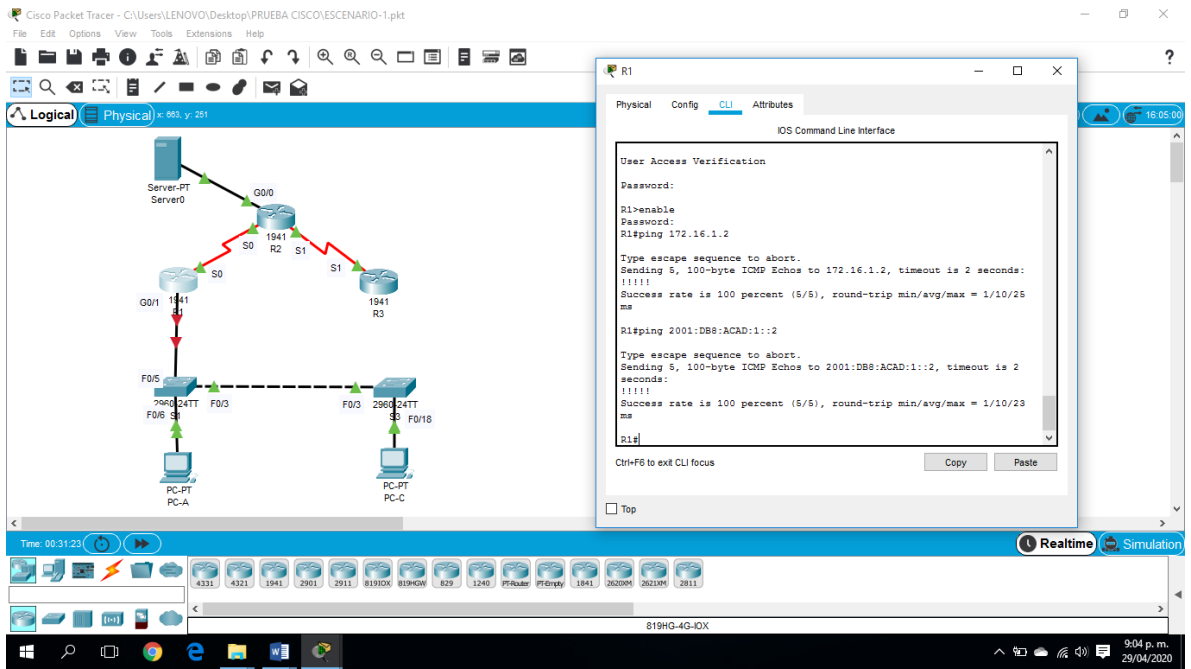 Cisco Packet Tracer - C:\Users\LENOVO\Desktop\PRUEBA CISCO\ESCENARIO-1.pkt
File Edit Options View Tools Extensions Help
?
Logical Physical x: 663, y: 251
16:05:00
Server-PT
Server0
G0/0
1941
R2
S0
S1
S0
S1
G0/1
1941
R1
1941
R3
F0/5
2960-24TT
S1
F0/3
F0/6
F0/3
2960-24TT
S3
F0/18
PC-PT
PC-A
PC-PT
PC-C
R1
Physical Config CLI Attributes
IOS Command Line Interface
User Access Verification
Password:
R1>enable
Password:
R1#ping 172.16.1.2
Type escape sequence to abort.
Sending 5, 100-byte ICMP Echos to 172.16.1.2, timeout is 2 seconds:
!!!!!
Success rate is 100 percent (5/5), round-trip min/avg/max = 1/10/25
ms
R1#ping 2001:DB8:ACAD:1::2
Type escape sequence to abort.
Sending 5, 100-byte ICMP Echos to 2001:DB8:ACAD:1::2, timeout is 2
seconds:
!!!!!
Success rate is 100 percent (5/5), round-trip min/avg/max = 1/10/23
ms
R1#
Ctrl+F6 to exit CLI focus
Copy Paste
Top
Time: 00:31:23
Realtime Simulation
4331 4321 1941 2901 2911 819IOX 819HGW 829 1240 PT-Router PT-Empty 1841 2620XM 2621XM 2811
819HG-4G-IOX
9:04 p. m.
29/04/2020